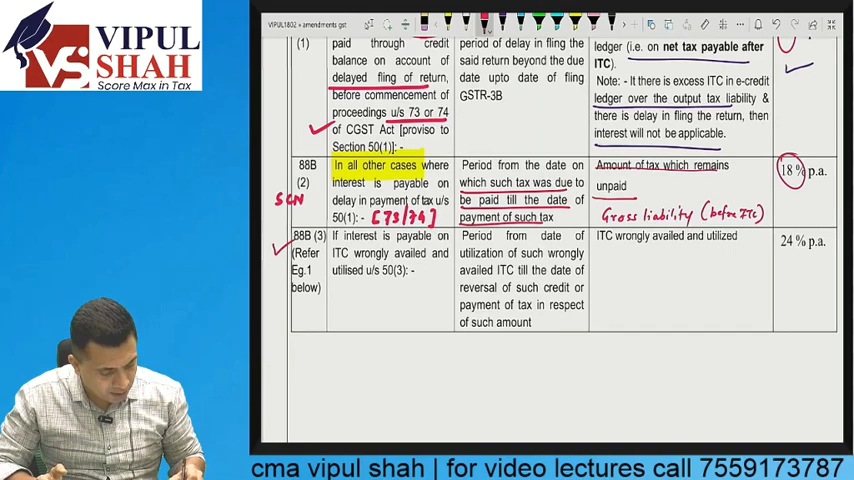 VIPUL1802 + amendments gst
VIPUL
SHAH
Score Max in Tax
VS
(1)
paid through credit
balance on account of
delayed fling of return,
before commencement of
proceedings u/s 73 or 74
of CGST Act [proviso to
Section 50(1)]: -
period of delay in fling the
said return beyond the due
date upto date of fling
GSTR-3B
ledger (i.e. on net tax payable after
ITC).
Note: - It there is excess ITC in e-credit
ledger over the output tax liability &
there is delay in fling the return, then
interest will not be applicable.
88B
(2)
SCN
In all other cases where
interest is payable on
delay in payment of tax u/s
50(1): - [73/74]
Period from the date on
which such tax was due to
be paid till the date of
payment of such tax
Amount of tax which remains
unpaid
Gross liability (before ITC)
18 % p.a.
88B (3)
(Refer
Eg.1
below)
If interest is payable on
ITC wrongly availed and
utilised u/s 50(3): -
Period from date of
utilization of such wrongly
availed ITC till the date of
reversal of such credit or
payment of tax in respect
of such amount
ITC wrongly availed and utilized
24 % p.a.
cma vipul shah | for video lectures call 7559173787